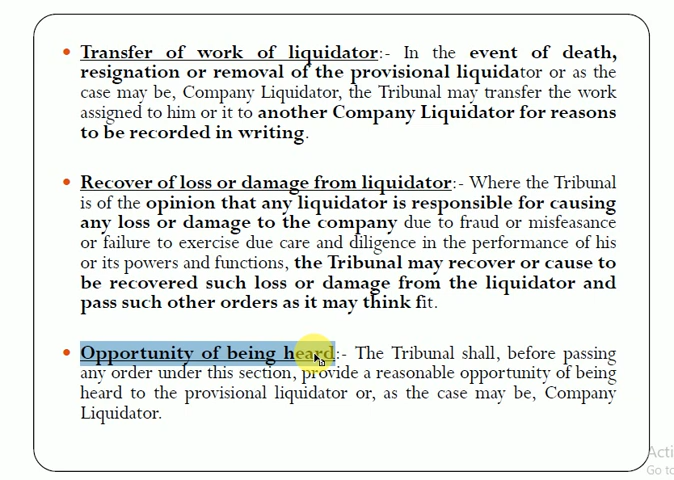 • Transfer of work of liquidator:- In the event of death,
resignation or removal of the provisional liquidator or as the
case may be, Company Liquidator, the Tribunal may transfer the work
assigned to him or it to another Company Liquidator for reasons
to be recorded in writing.
• Recover of loss or damage from liquidator:- Where the Tribunal
is of the opinion that any liquidator is responsible for causing
any loss or damage to the company due to fraud or misfeasance
or failure to exercise due care and diligence in the performance of his
or its powers and functions, the Tribunal may recover or cause to
be recovered such loss or damage from the liquidator and
pass such other orders as it may think fit.
• Opportunity of being heard:- The Tribunal shall, before passing
any order under this section, provide a reasonable opportunity of being
heard to the provisional liquidator or, as the case may be, Company
Liquidator.
Acti
Go to